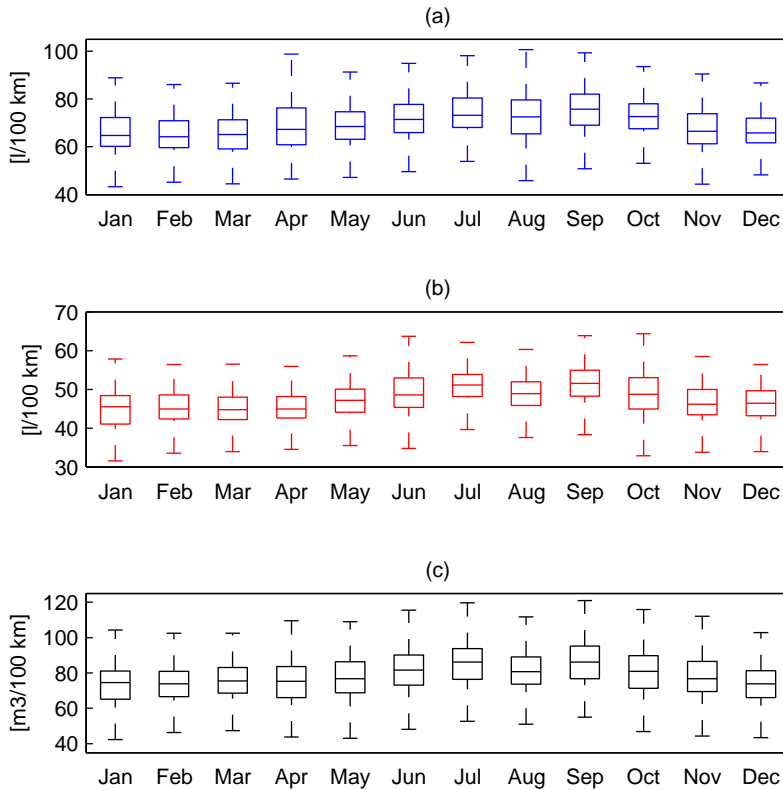 (a)
100
80
60
40
[l/100 km]
Jan Feb Mar Apr May Jun Jul Aug Sep Oct Nov Dec
(b)
70
60
50
40
30
[l/100 km]
Jan Feb Mar Apr May Jun Jul Aug Sep Oct Nov Dec
(c)
120
100
80
60
40
[m3/100 km]
Jan Feb Mar Apr May Jun Jul Aug Sep Oct Nov Dec